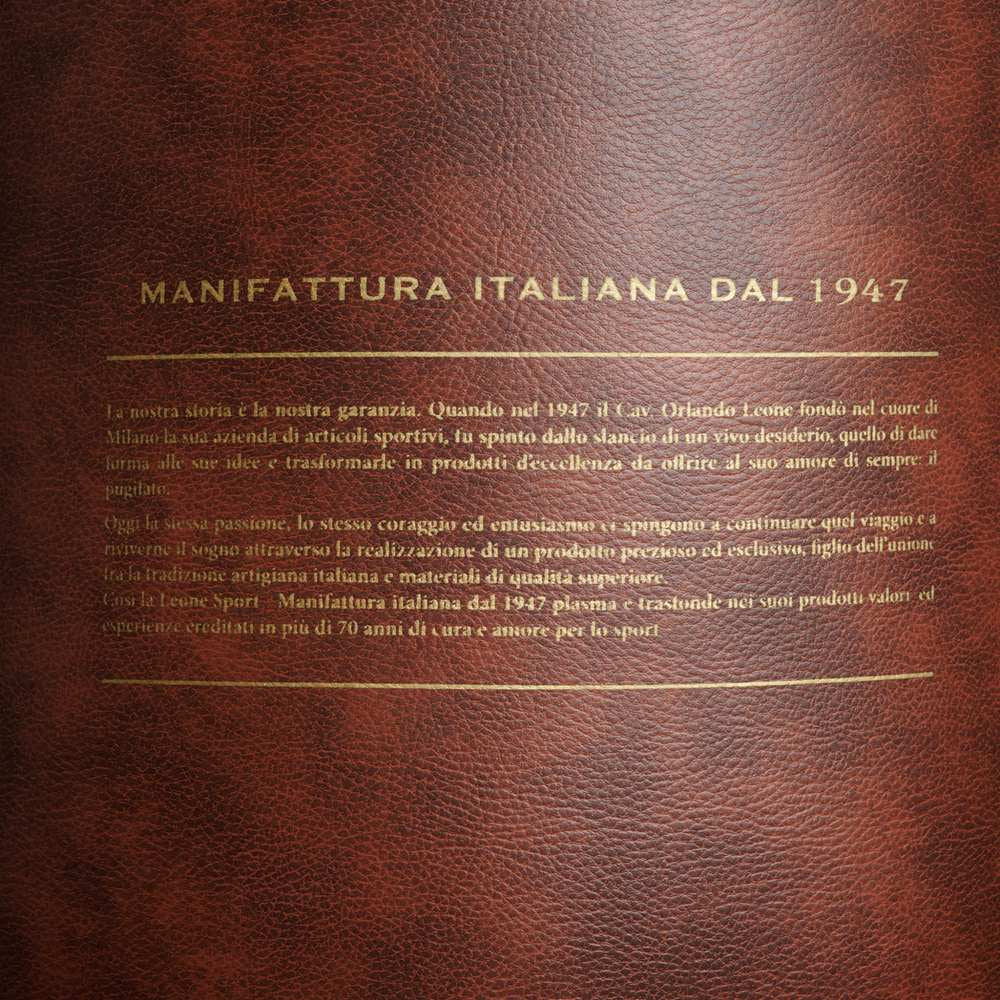 MANIFATTURA ITALIANA DAL 1947
La nostra storia è la nostra garanzia. Quando nel 1947 il Cav. Orlando Leone fondò nel cuore di
Milano la sua azienda di articoli sportivi, fu spinto dallo slancio di un vivo desiderio, quello di dare
forma alle sue idee e trasformarle in prodotti d'eccellenza da offrire al suo amore di sempre: il
pugilato.
Oggi la stessa passione, lo stesso coraggio ed entusiasmo ci spingono a continuare quel viaggio e a
riviverne il sogno attraverso la realizzazione di un prodotto prezioso ed esclusivo, figlio dell'unione
fra la tradizione artigiana italiana e materiali di qualità superiore.
Così la Leone Sport - Manifattura italiana dal 1947 plasma e trasfonde nei suoi prodotti valori ed
esperienze ereditati in più di 70 anni di cura e amore per lo sport